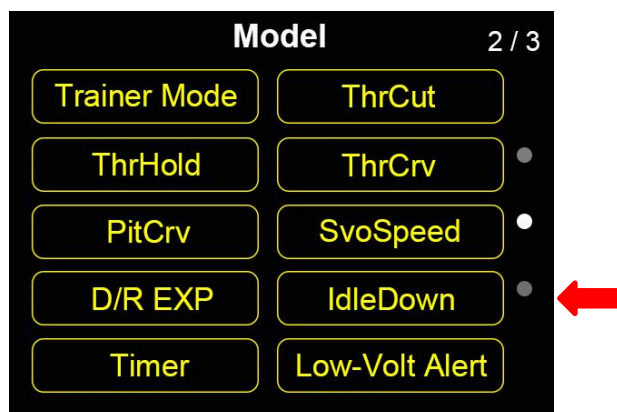 Model 2 / 3
Trainer Mode ThrCut
ThrHold ThrCrv
PitCrv SvoSpeed
D/R EXP IdleDown
Timer Low-Volt Alert